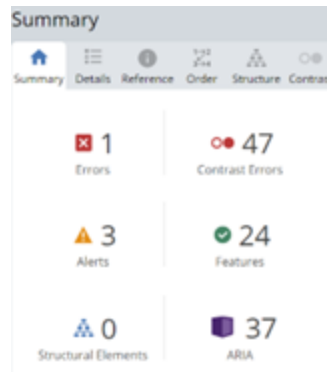 Summary
Summary Details Reference Order Structure Contras
1 47
Errors Contrast Errors
3 24
Alerts Features
0 37
Structural Elements ARIA